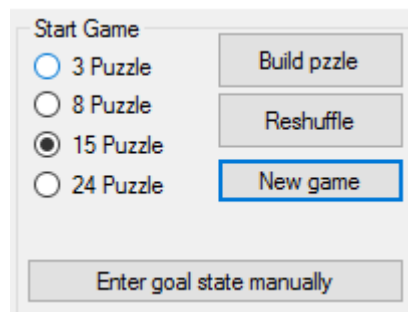 Start Game
3 Puzzle
Build pzzle
8 Puzzle
Reshuffle
15 Puzzle
24 Puzzle
New game
Enter goal state manually